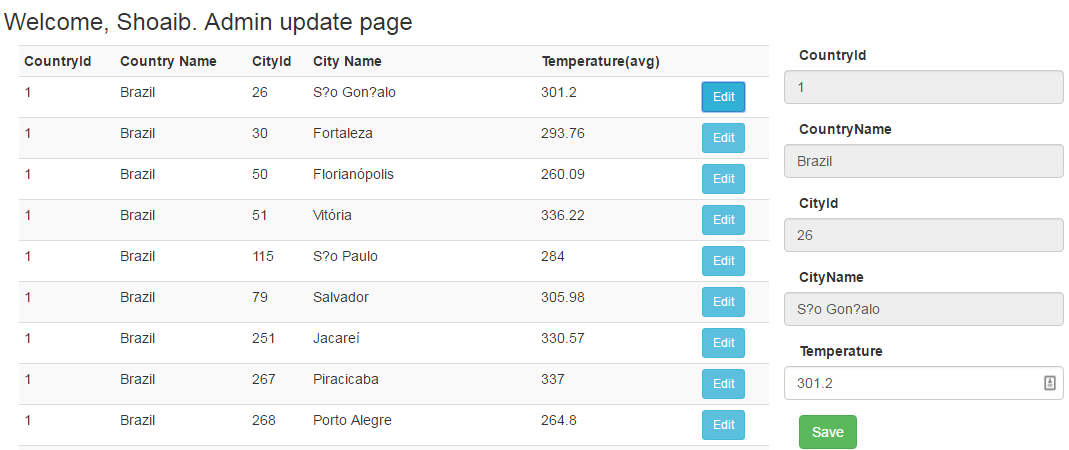 Welcome, Shoaib. Admin update page
CountryId Country Name CityId City Name Temperature(avg)
1 Brazil 26 S?o Gon?alo 301.2 Edit
1 Brazil 30 Fortaleza 293.76 Edit
1 Brazil 50 Florianópolis 260.09 Edit
1 Brazil 51 Vitória 336.22 Edit
1 Brazil 115 S?o Paulo 284 Edit
1 Brazil 79 Salvador 305.98 Edit
1 Brazil 251 Jacareí 330.57 Edit
1 Brazil 267 Piracicaba 337 Edit
1 Brazil 268 Porto Alegre 264.8 Edit
CountryId
1
CountryName
Brazil
CityId
26
CityName
S?o Gon?alo
Temperature
301.2
Save